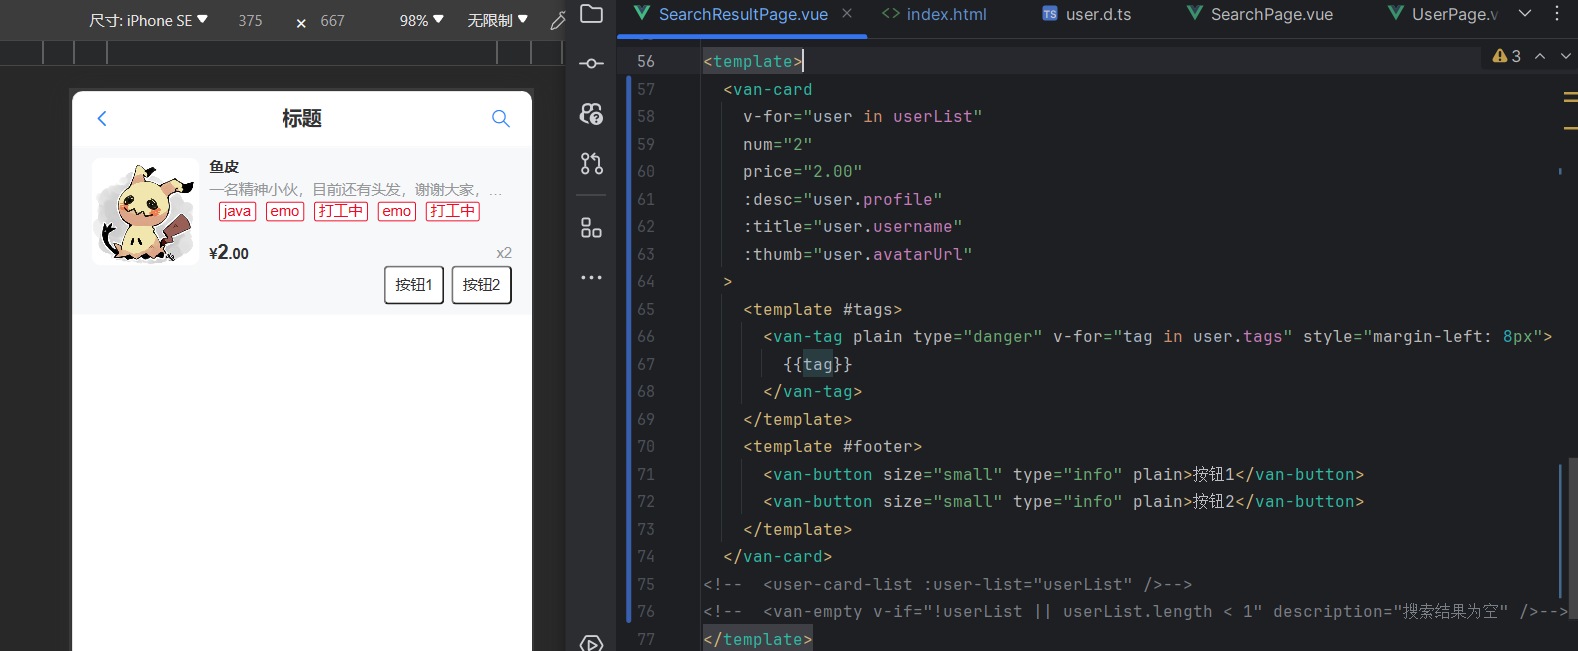 尺寸: iPhone SE ▼ 375 × 667 98% ▼ 无限制 ▼
标题
鱼皮
一名精神小伙，目前还有头发，谢谢大家，...
java emo 打工中 emo 打工中
¥2.00 x2
按钮1 按钮2
SearchResultPage.vue × <> index.html TS user.d.ts SearchPage.vue UserPage.v
3
56 <template>
57 <van-card
58 v-for="user in userList"
59 num="2"
60 price="2.00"
61 :desc="user.profile"
62 :title="user.username"
63 :thumb="user.avatarUrl"
64 >
65 <template #tags>
66 <van-tag plain type="danger" v-for="tag in user.tags" style="margin-left: 8px">
67 {{tag}}
68 </van-tag>
69 </template>
70 <template #footer>
71 <van-button size="small" type="info" plain>按钮1</van-button>
72 <van-button size="small" type="info" plain>按钮2</van-button>
73 </template>
74 </van-card>
75 <!-- <user-card-list :user-list="userList" />-->
76 <!-- <van-empty v-if="!userList || userList.length < 1" description="搜索结果为空" />-->
77 </template>